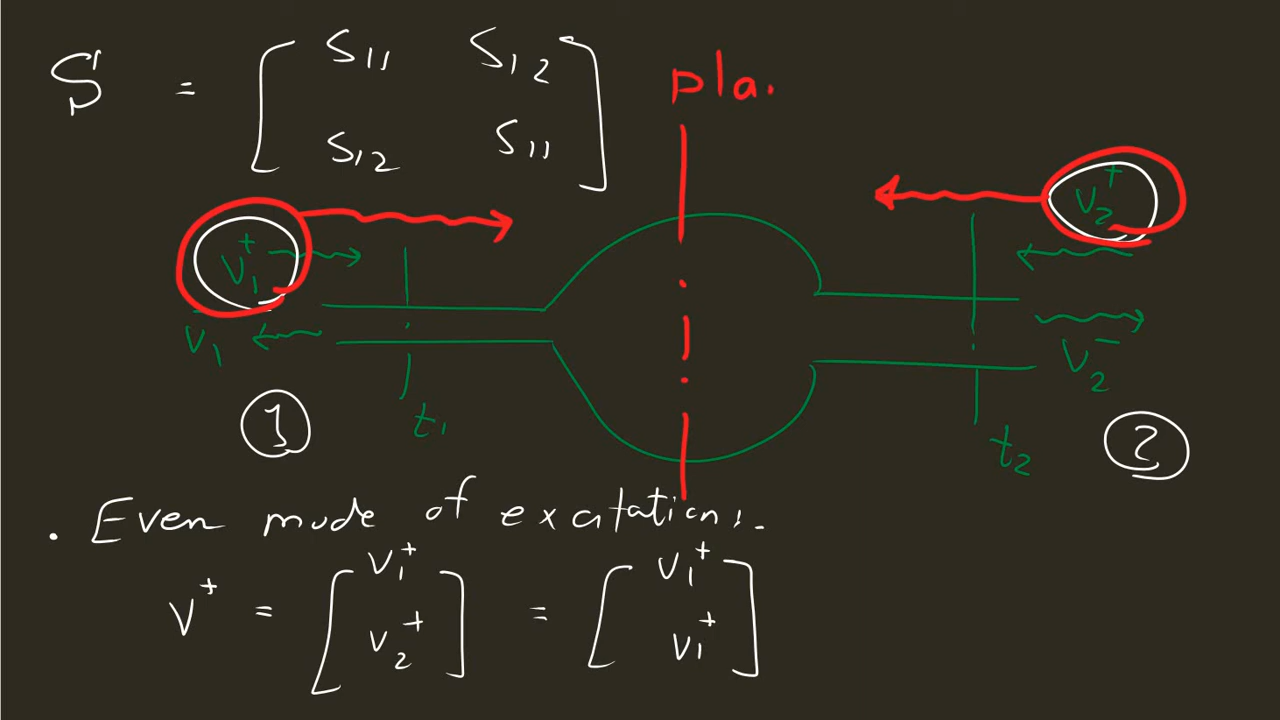 S = [ S11 S12
S12 S11 ]
pla.
V1+
V2+
V1-
V2-
1
t1
t2
2
. Even mode of excitations.
V+ = [ V1+ V2+ ] = [ V1+ V1+ ]